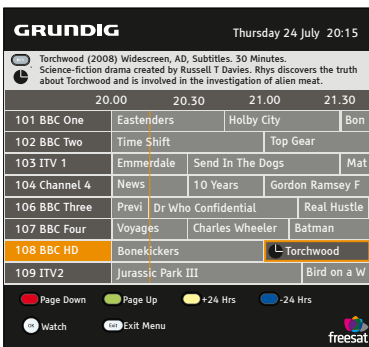 GRUNDIG Thursday 24 July 20:15
Torchwood (2008) Widescreen, AD, Subtitles. 30 Minutes.
Science-fiction drama created by Russell T Davies. Rhys discovers the truth
about Torchwood and is involved in the investigation of alien meat.
20.00 20.30 21.00 21.30
101 BBC One Eastenders Holby City Bon
102 BBC Two Time Shift Top Gear
103 ITV 1 Emmerdale Send In The Dogs Mat
104 Channel 4 News 10 Years Gordon Ramsey F
106 BBC Three Previ Dr Who Confidential Real Hustle
107 BBC Four Voyages Charles Wheeler Batman
108 BBC HD Bonekickers Torchwood
109 ITV2 Jurassic Park III Bird on a W
Page Down Page Up +24 Hrs -24 Hrs
OK Watch Exit Exit Menu
freesat